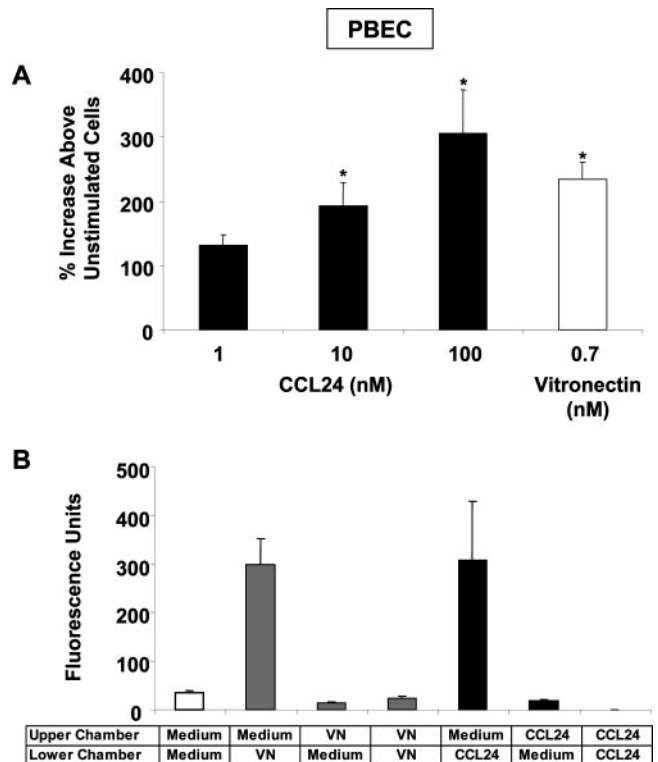 PBEC
A
% Increase Above
Unstimulated Cells
400
300
200
100
0
*
*
*
1
10
100
0.7
CCL24 (nM)
Vitronectin
(nM)
B
Fluorescence Units
500
400
300
200
100
0
Upper Chamber Medium Medium VN VN Medium CCL24 CCL24
Lower Chamber Medium VN Medium VN CCL24 Medium CCL24